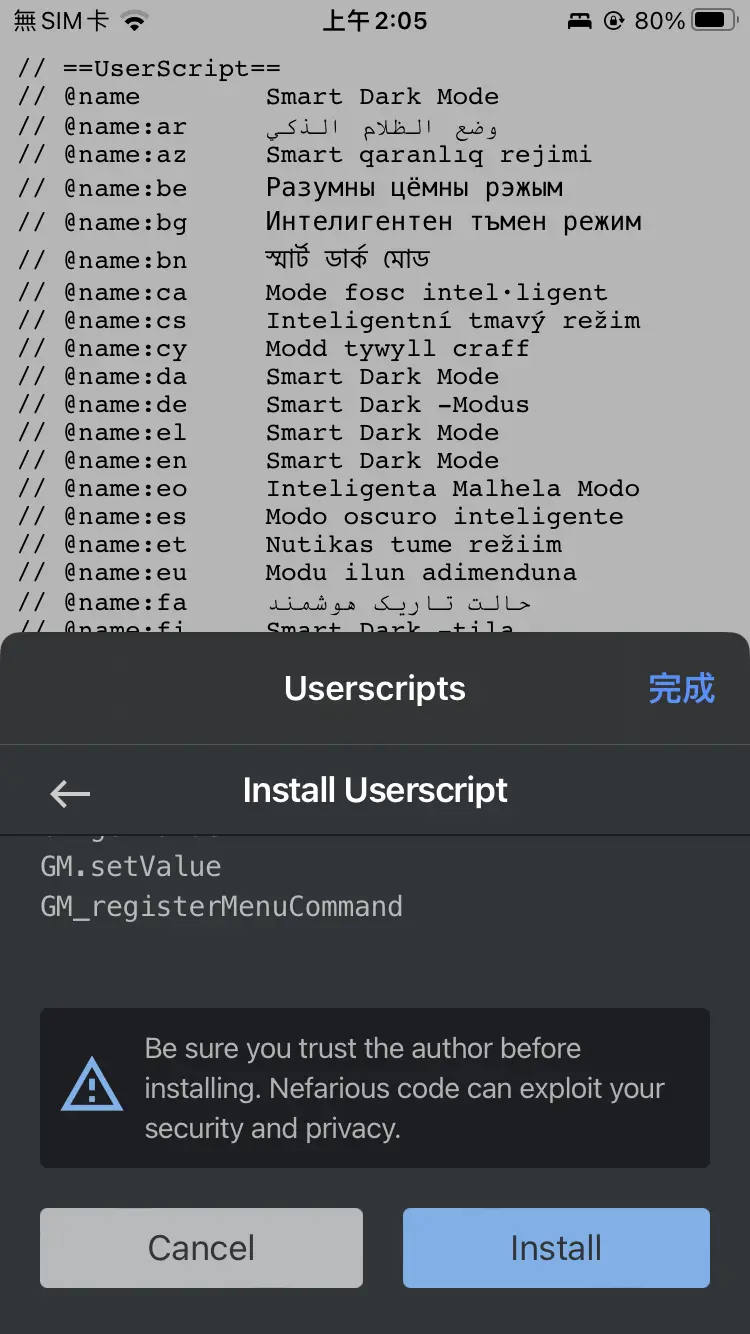 無SIM卡 上午2:05 80%
// ==UserScript==
// @name Smart Dark Mode
// @name:ar وضع الظلام الذكي
// @name:az Smart qaranlıq rejimi
// @name:be Разумны цёмны рэжым
// @name:bg Интелигентен тъмен режим
// @name:bn স্মার্ট ডার্ক মোড
// @name:ca Mode fosc intel·ligent
// @name:cs Inteligentní tmavý režim
// @name:cy Modd tywyll craff
// @name:da Smart Dark Mode
// @name:de Smart Dark -Modus
// @name:el Smart Dark Mode
// @name:en Smart Dark Mode
// @name:eo Inteligenta Malhela Modo
// @name:es Modo oscuro inteligente
// @name:et Nutikas tume režiim
// @name:eu Modu ilun adimenduna
// @name:fa حالت تاریک هوشمند
// @name:fi Smart Dark -tila
Userscripts 完成
Install Userscript
GM.setValue
GM_registerMenuCommand
Be sure you trust the author before
installing. Nefarious code can exploit your
security and privacy.
Cancel Install